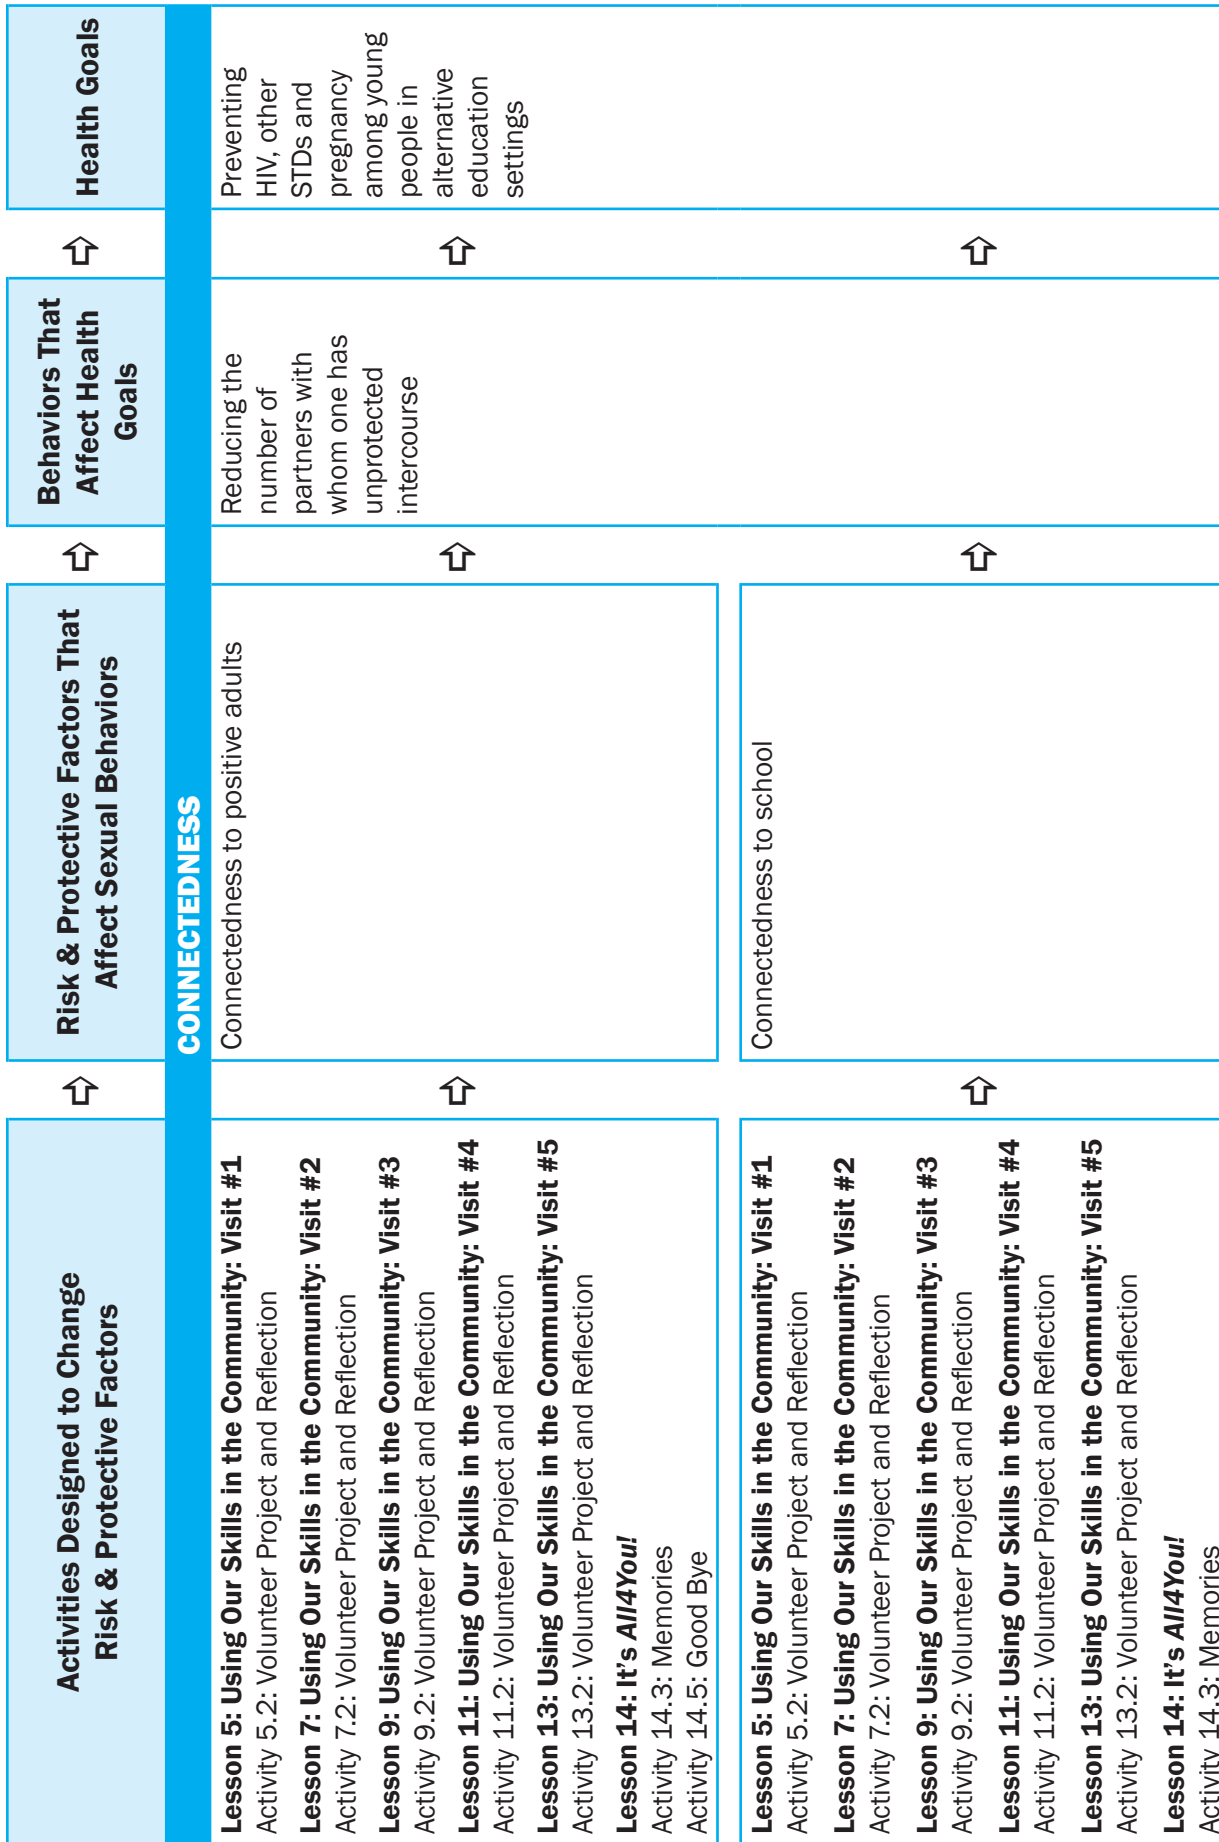 Activities Designed to Change
Risk & Protective Factors
Risk & Protective Factors That
Affect Sexual Behaviors
Behaviors That
Affect Health
Goals
Health Goals
CONNECTEDNESS
Lesson 5: Using Our Skills in the Community: Visit #1
Activity 5.2: Volunteer Project and Reflection
Lesson 7: Using Our Skills in the Community: Visit #2
Activity 7.2: Volunteer Project and Reflection
Lesson 9: Using Our Skills in the Community: Visit #3
Activity 9.2: Volunteer Project and Reflection
Lesson 11: Using Our Skills in the Community: Visit #4
Activity 11.2: Volunteer Project and Reflection
Lesson 13: Using Our Skills in the Community: Visit #5
Activity 13.2: Volunteer Project and Reflection
Lesson 14: It's All4You!
Activity 14.3: Memories
Activity 14.5: Good Bye
Connectedness to positive adults
Reducing the
number of
partners with
whom one has
unprotected
intercourse
Preventing
HIV, other
STDs and
pregnancy
among young
people in
alternative
education
settings
Lesson 5: Using Our Skills in the Community: Visit #1
Activity 5.2: Volunteer Project and Reflection
Lesson 7: Using Our Skills in the Community: Visit #2
Activity 7.2: Volunteer Project and Reflection
Lesson 9: Using Our Skills in the Community: Visit #3
Activity 9.2: Volunteer Project and Reflection
Lesson 11: Using Our Skills in the Community: Visit #4
Activity 11.2: Volunteer Project and Reflection
Lesson 13: Using Our Skills in the Community: Visit #5
Activity 13.2: Volunteer Project and Reflection
Lesson 14: It's All4You!
Activity 14.3: Memories
Connectedness to school